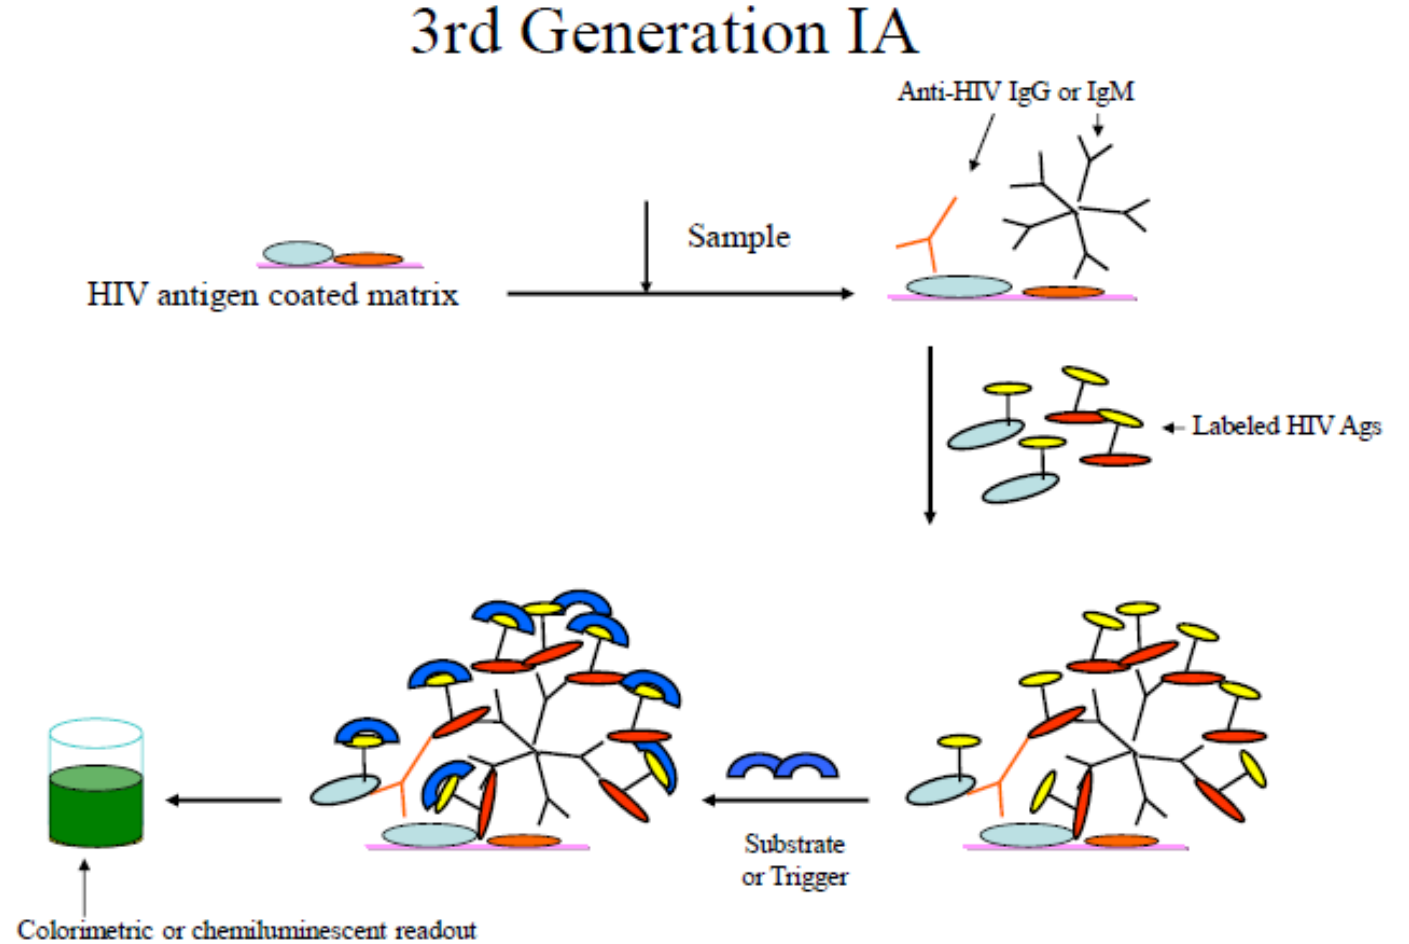 3rd Generation IA
Anti-HIV IgG or IgM
Sample
HIV antigen coated matrix
Labeled HIV Ags
Substrate
or Trigger
Colorimetric or chemiluminescent readout